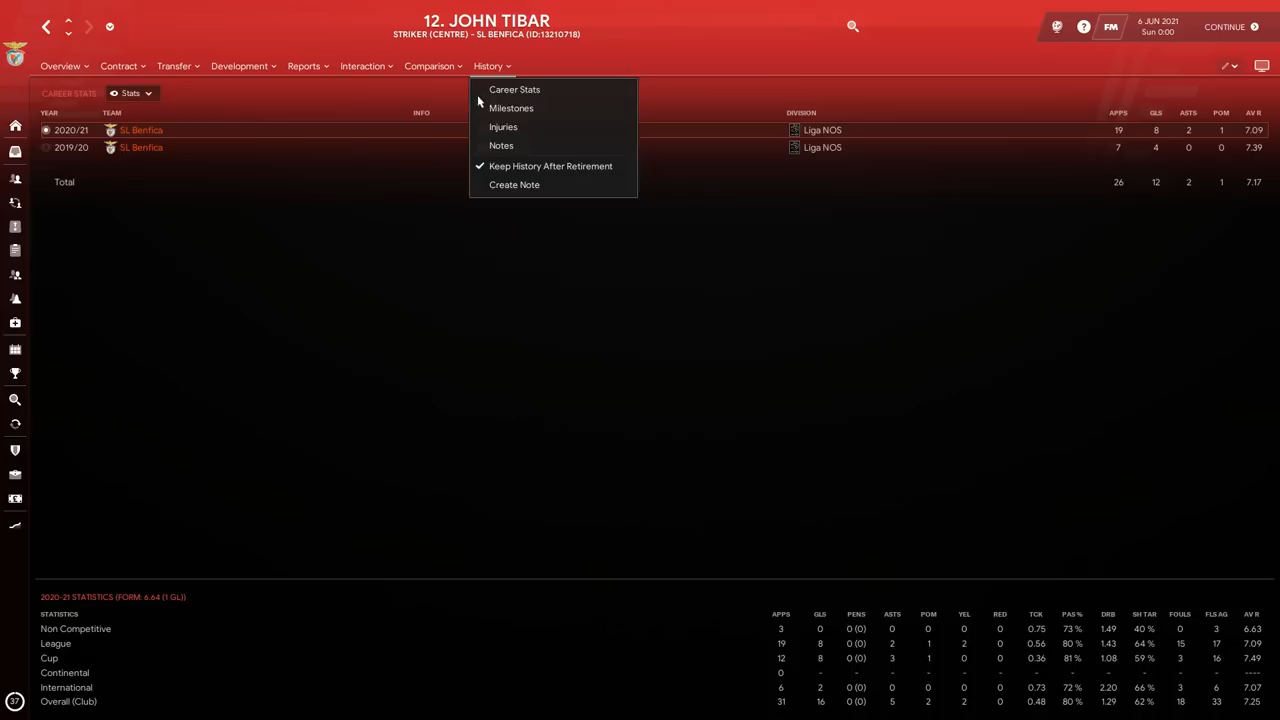 12. JOHN TIBAR
STRIKER (CENTRE) - SL BENFICA (ID:13210718)
FM
6 JUN 2021
Sun 0:00
CONTINUE
Overview Contract Transfer Development Reports Interaction Comparison History
CAREER STATS Stats
Career Stats
Milestones
Injuries
Notes
Keep History After Retirement
Create Note
YEAR TEAM INFO DIVISION APPS GLS ASTS POM AV R
2020/21 SL Benfica Liga NOS 19 8 2 1 7.09
2019/20 SL Benfica Liga NOS 7 4 0 0 7.39
Total 26 12 2 1 7.17
2020-21 STATISTICS (FORM: 6.64 (1 GL))
STATISTICS APPS GLS PENS ASTS POM YEL RED TCK PAS % DRB SH TAR FOULS FLS AG AV R
Non Competitive 3 0 0 (0) 0 0 0 0 0.75 73 % 1.49 40 % 0 3 6.63
League 19 8 0 (0) 2 1 2 0 0.56 80 % 1.43 64 % 15 17 7.09
Cup 12 8 0 (0) 3 1 0 0 0.36 81 % 1.08 59 % 3 16 7.49
Continental 0 - - - - - - - - - - - - ----
International 6 2 0 (0) 0 0 0 0 0.73 72 % 2.20 66 % 3 6 7.07
Overall (Club) 31 16 0 (0) 5 2 2 0 0.48 80 % 1.29 62 % 18 33 7.25
37